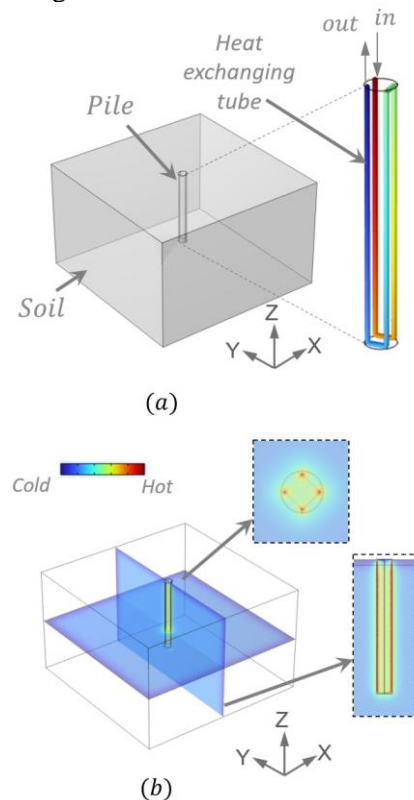 out in
Heat
exchanging
tube
Pile
Soil
Z
Y X
(a)
Cold Hot
Z
Y X
(b)